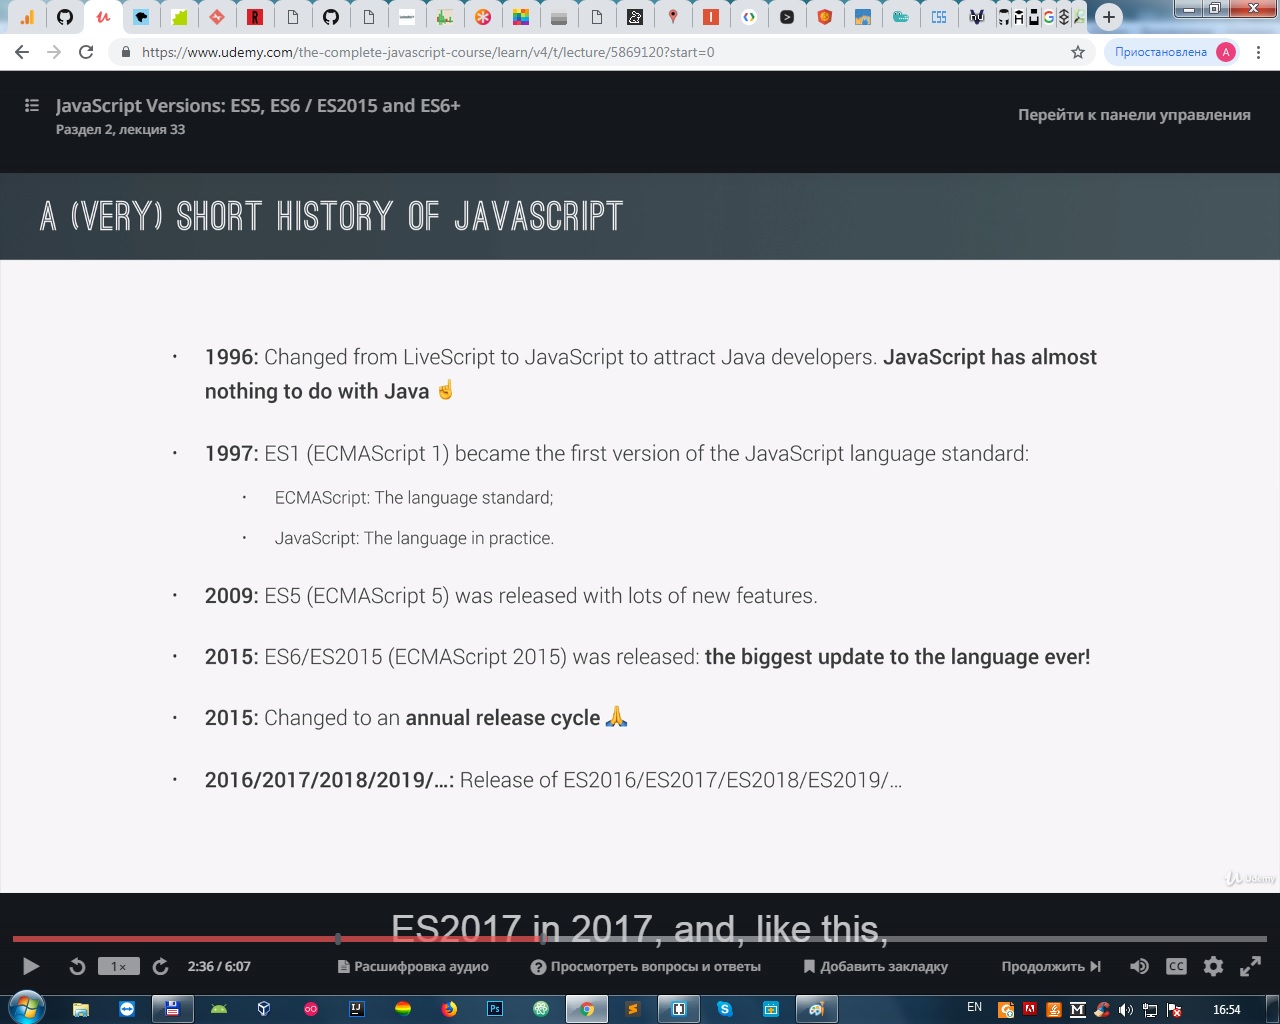 https://www.udemy.com/the-complete-javascript-course/learn/v4/t/lecture/5869120?start=0
Приостановлена
A
JavaScript Versions: ES5, ES6 / ES2015 and ES6+
Раздел 2, лекция 33
Перейти к панели управления
A (VERY) SHORT HISTORY OF JAVASCRIPT
• 1996: Changed from LiveScript to JavaScript to attract Java developers. JavaScript has almost
nothing to do with Java ☝
• 1997: ES1 (ECMAScript 1) became the first version of the JavaScript language standard:
• ECMAScript: The language standard;
• JavaScript: The language in practice.
• 2009: ES5 (ECMAScript 5) was released with lots of new features.
• 2015: ES6/ES2015 (ECMAScript 2015) was released: the biggest update to the language ever!
• 2015: Changed to an annual release cycle 🙏
• 2016/2017/2018/2019/…: Release of ES2016/ES2017/ES2018/ES2019/…
Udemy
ES2017 in 2017, and, like this,
1×
2:36 / 6:07
Расшифровка аудио
Просмотреть вопросы и ответы
Добавить закладку
Продолжить
CC
EN
16:54